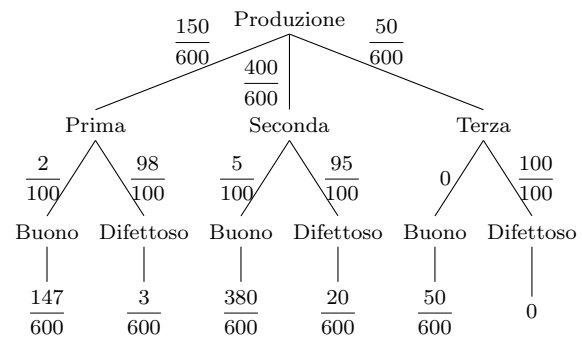 Produzione
150/600 400/600 50/600
Prima Seconda Terza
2/100 98/100 5/100 95/100 0 100/100
Buono Difettoso Buono Difettoso Buono Difettoso
147/600 3/600 380/600 20/600 50/600 0